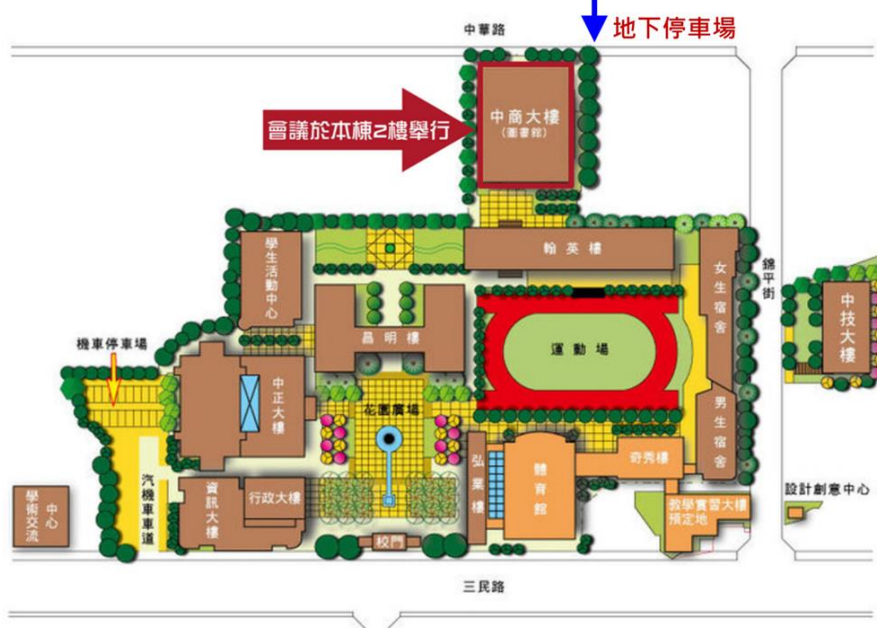 中華路
地下停車場
中商大樓
(圖書館)
會議於本棟2樓舉行
翰英樓
學生活動中心
女生宿舍
錦平街
中技大樓
昌明樓
運動場
機車停車場
中正大樓
花園廣場
男生宿舍
弘業樓
體育館
奇秀樓
學術交流
中心
汽機車車道
資訊大樓
行政大樓
教學實習大樓
預定地
設計創意中心
校門
三民路